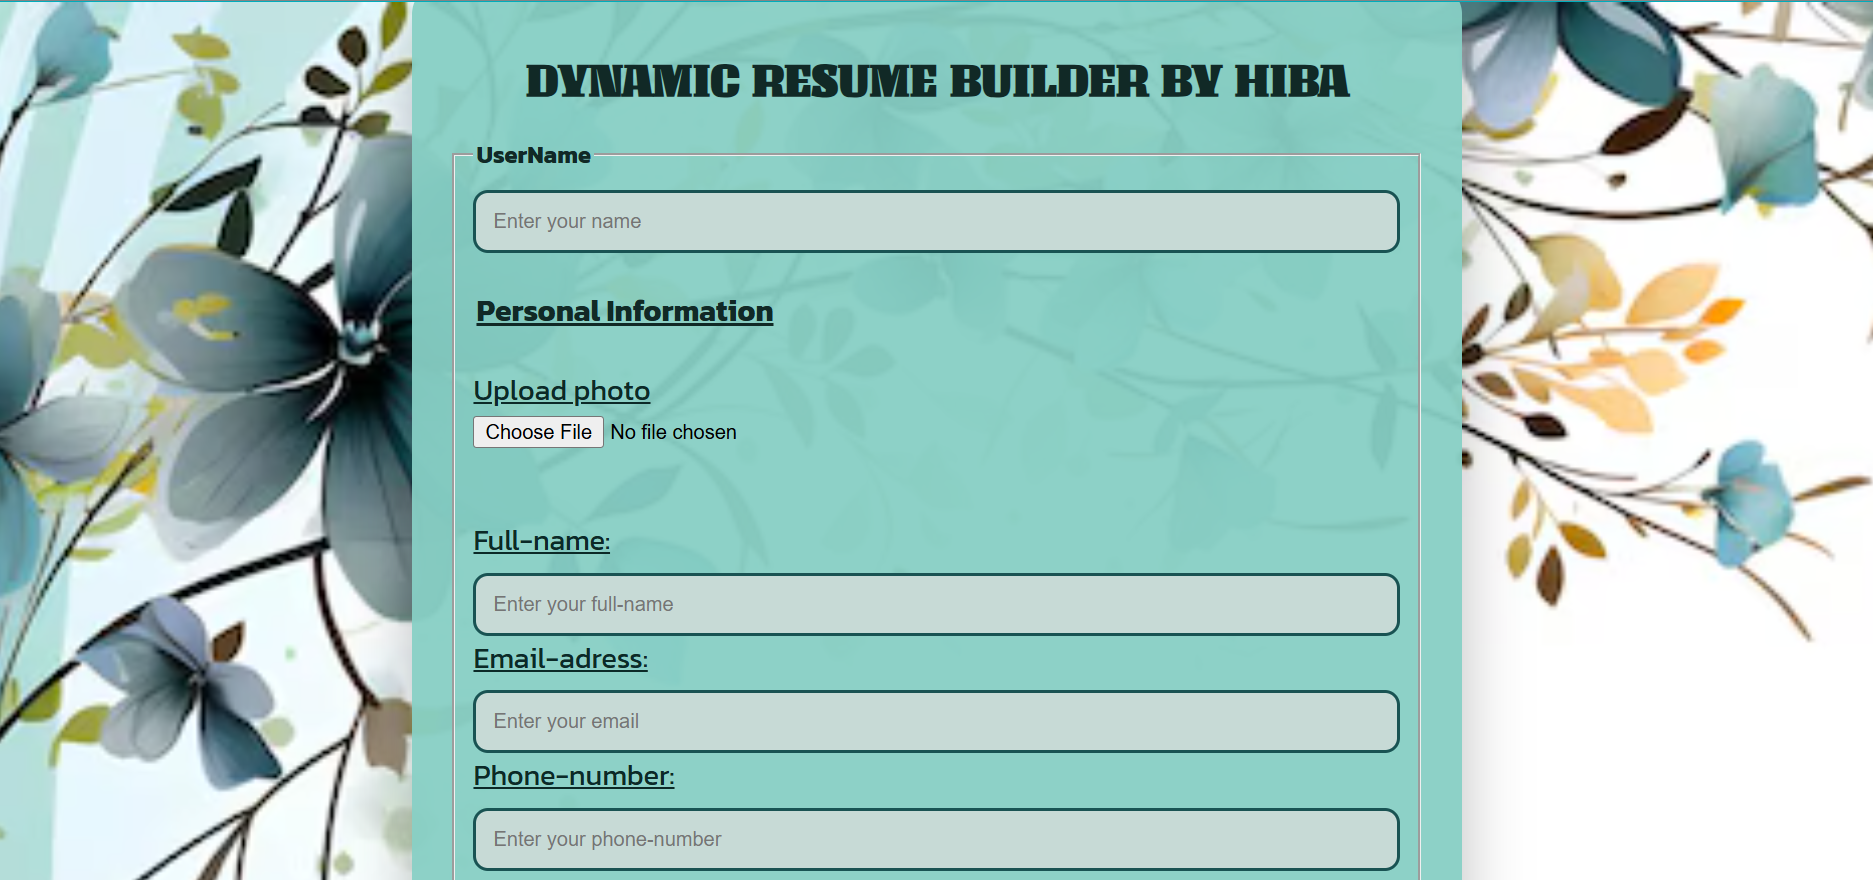 DYNAMIC RESUME BUILDER BY HIBA
UserName
Enter your name
Personal Information
Upload photo
Choose File No file chosen
Full-name:
Enter your full-name
Email-adress:
Enter your email
Phone-number:
Enter your phone-number